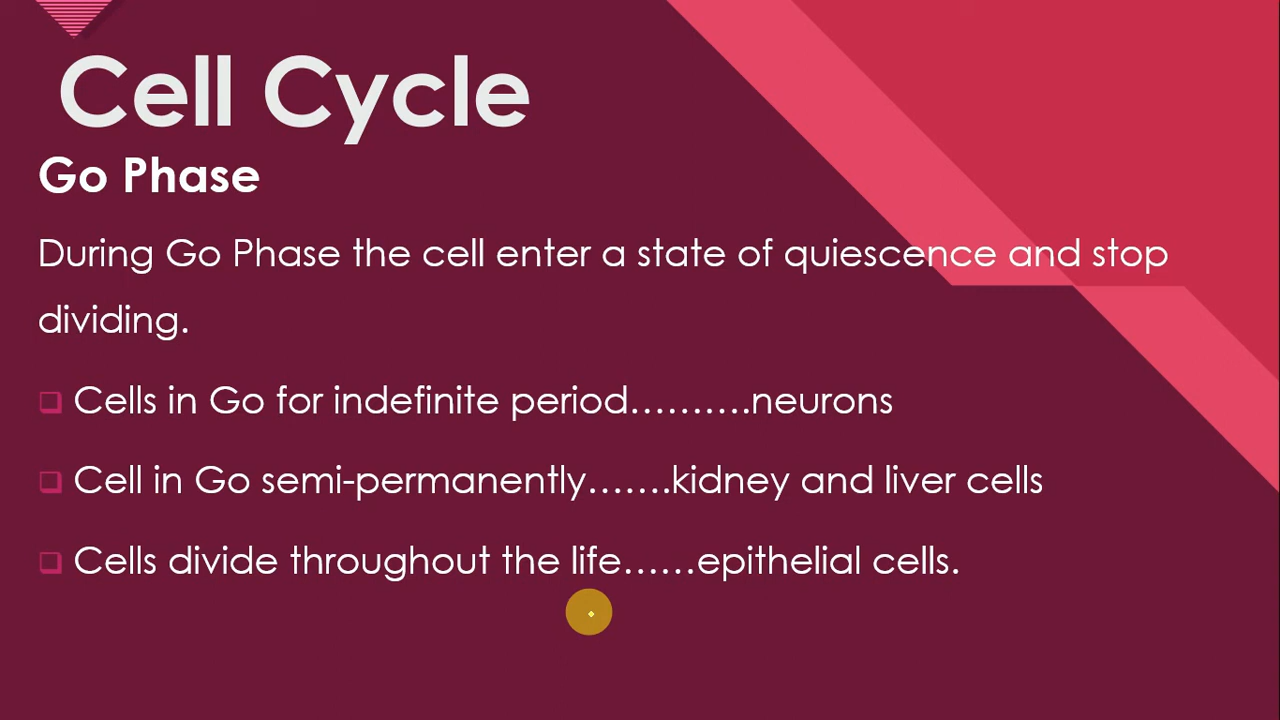 Cell Cycle
Go Phase
During Go Phase the cell enter a state of quiescence and stop
dividing.
❑ Cells in Go for indefinite period..........neurons
❑ Cell in Go semi-permanently.......kidney and liver cells
❑ Cells divide throughout the life......epithelial cells.